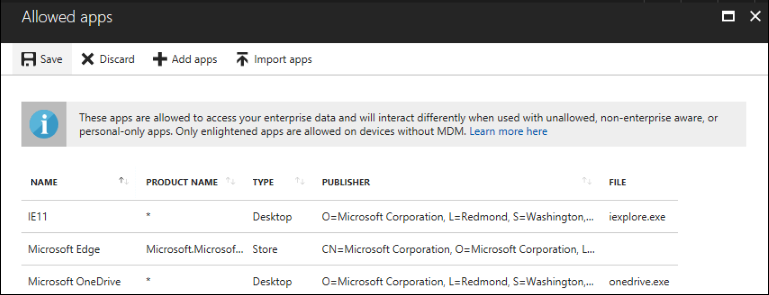 Allowed apps
Save Discard Add apps Import apps
These apps are allowed to access your enterprise data and will interact differently when used with unallowed, non-enterprise aware, or
personal-only apps. Only enlightened apps are allowed on devices without MDM. Learn more here
NAME PRODUCT NAME TYPE PUBLISHER FILE
IE11 * Desktop O=Microsoft Corporation, L=Redmond, S=Washington,... iexplore.exe
Microsoft Edge Microsoft.Microsof... Store CN=Microsoft Corporation, O=Microsoft Corporation, L...
Microsoft OneDrive * Desktop O=Microsoft Corporation, L=Redmond, S=Washington,... onedrive.exe